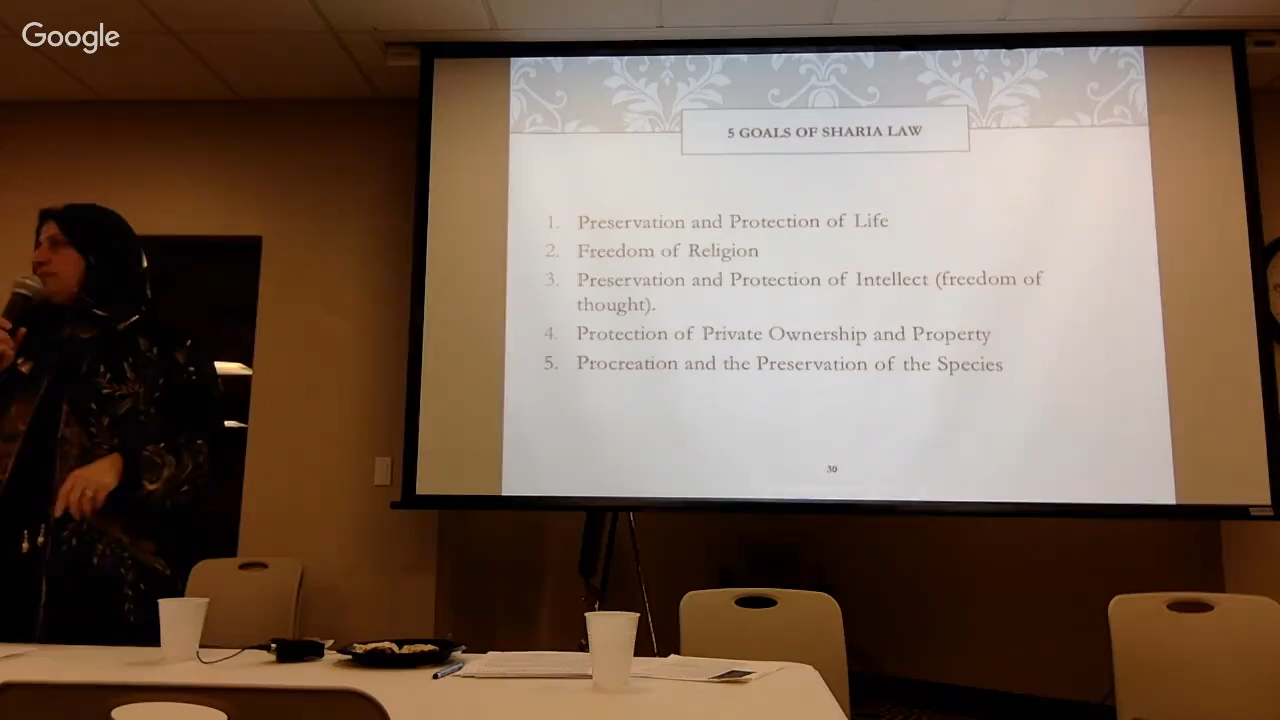 Google
5 GOALS OF SHARIA LAW
1. Preservation and Protection of Life
2. Freedom of Religion
3. Preservation and Protection of Intellect (freedom of
thought).
4. Protection of Private Ownership and Property
5. Procreation and the Preservation of the Species
30